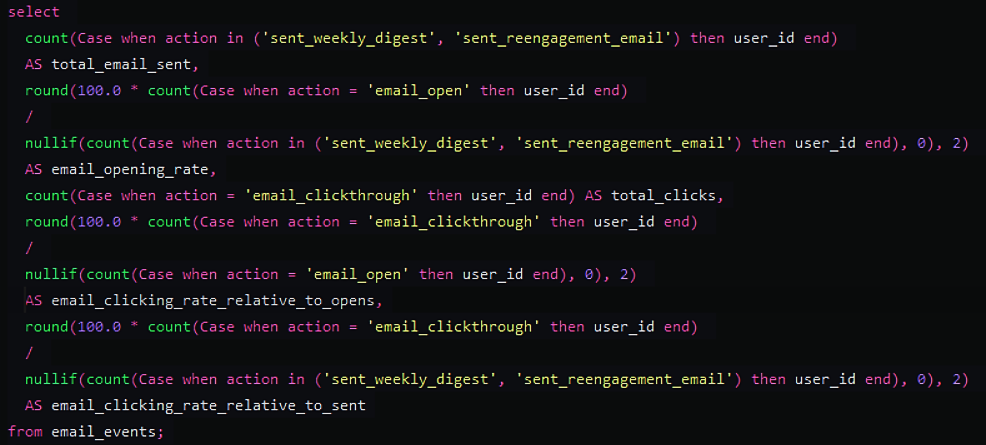 select
count(Case when action in ('sent_weekly_digest', 'sent_reengagement_email') then user_id end)
AS total_email_sent,
round(100.0 * count(Case when action = 'email_open' then user_id end)
/
nullif(count(Case when action in ('sent_weekly_digest', 'sent_reengagement_email') then user_id end), 0), 2)
AS email_opening_rate,
count(Case when action = 'email_clickthrough' then user_id end) AS total_clicks,
round(100.0 * count(Case when action = 'email_clickthrough' then user_id end)
/
nullif(count(Case when action = 'email_open' then user_id end), 0), 2)
AS email_clicking_rate_relative_to_opens,
round(100.0 * count(Case when action = 'email_clickthrough' then user_id end)
/
nullif(count(Case when action in ('sent_weekly_digest', 'sent_reengagement_email') then user_id end), 0), 2)
AS email_clicking_rate_relative_to_sent
from email_events;